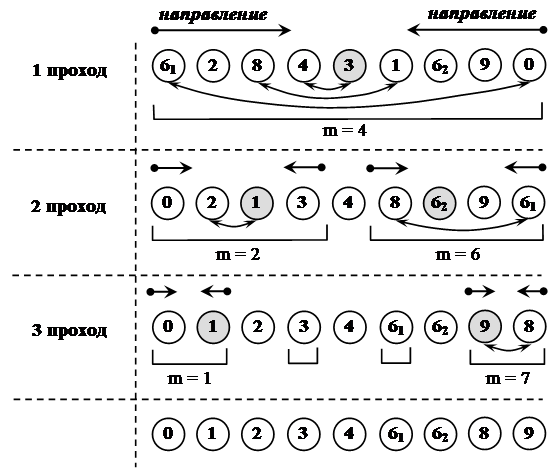 направление направление
1 проход 6₁ 2 8 4 3 1 6₂ 9 0
m = 4
2 проход 0 2 1 3 4 8 6₂ 9 6₁
m = 2 m = 6
3 проход 0 1 2 3 4 6₁ 6₂ 9 8
m = 1 m = 7
0 1 2 3 4 6₁ 6₂ 8 9